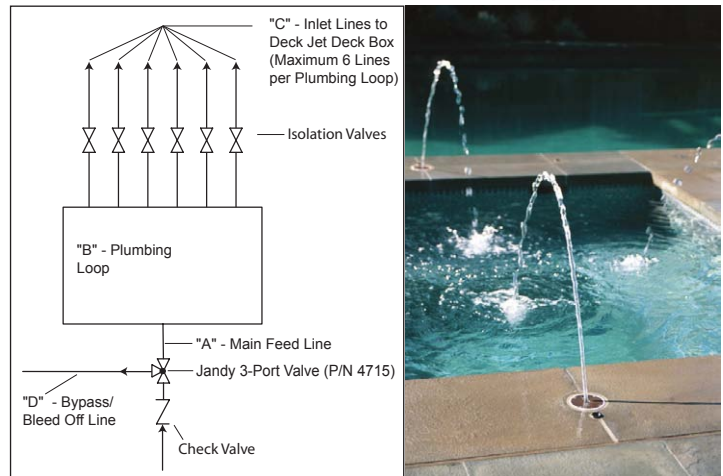 "C" - Inlet Lines to
Deck Jet Deck Box
(Maximum 6 Lines
per Plumbing Loop)
Isolation Valves
"B" - Plumbing
Loop
"A" - Main Feed Line
Jandy 3-Port Valve (P/N 4715)
"D" - Bypass/
Bleed Off Line
Check Valve